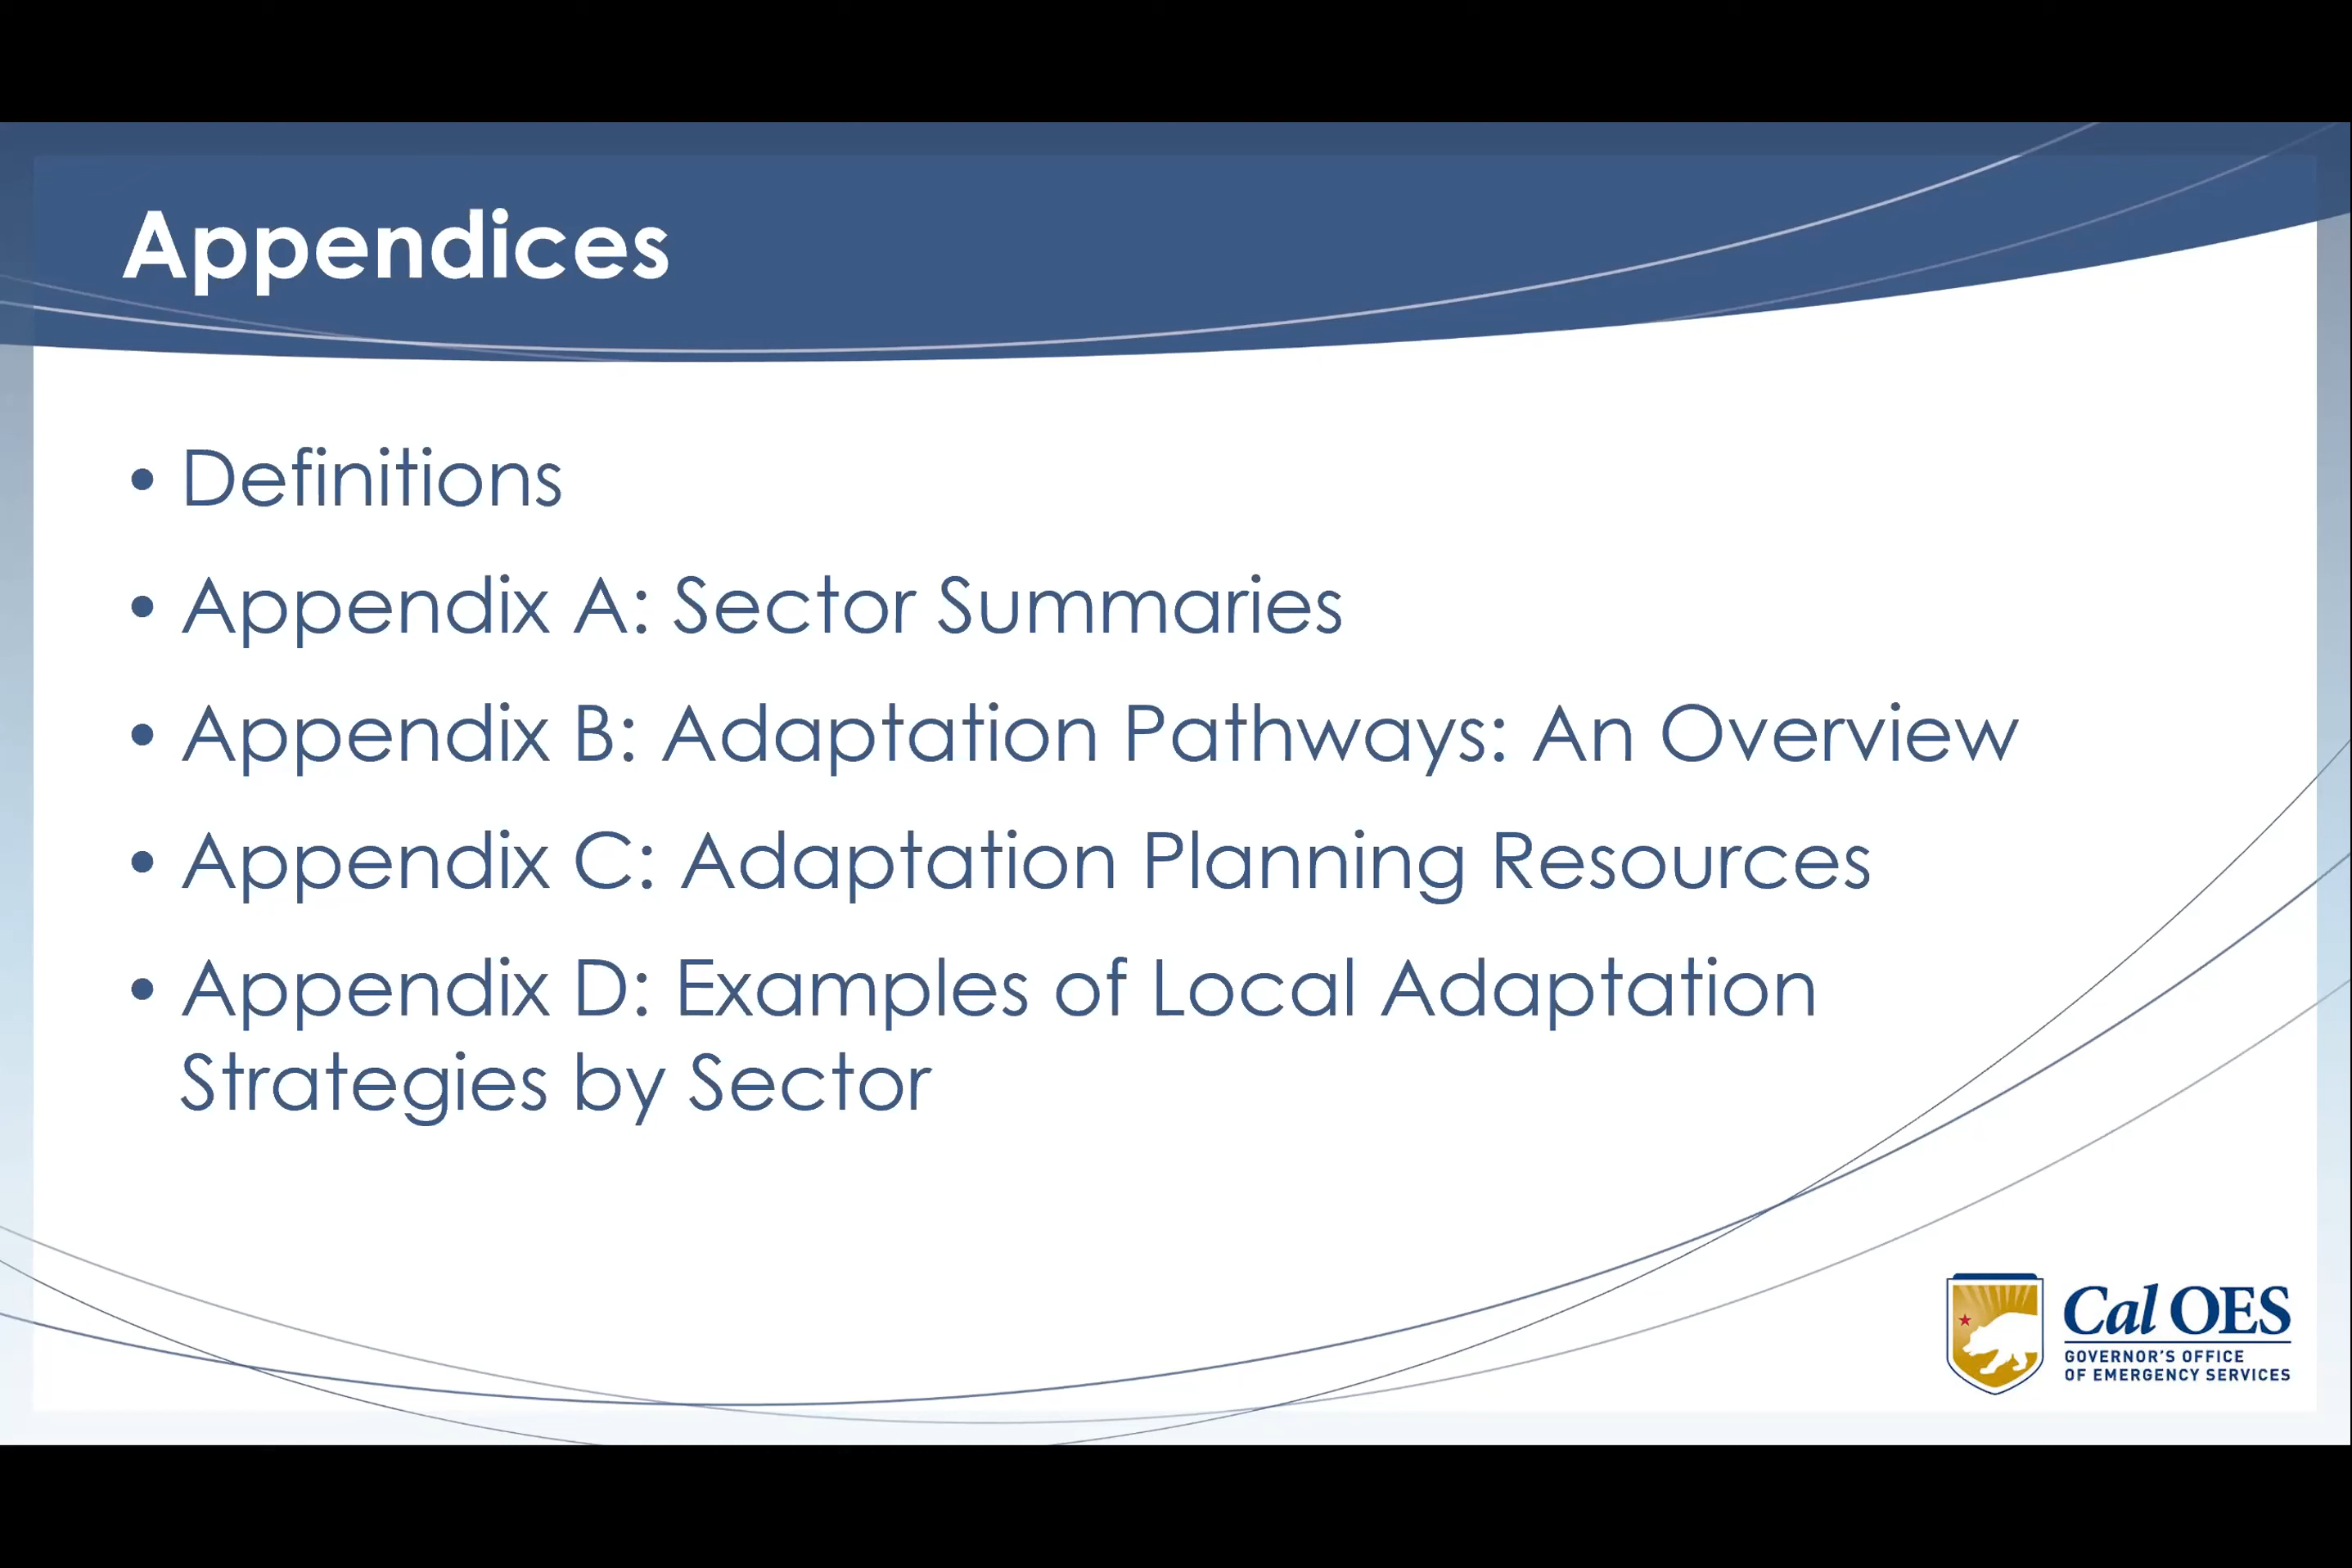 Appendices
• Definitions
• Appendix A: Sector Summaries
• Appendix B: Adaptation Pathways: An Overview
• Appendix C: Adaptation Planning Resources
• Appendix D: Examples of Local Adaptation
Strategies by Sector
Cal OES
GOVERNOR'S OFFICE
OF EMERGENCY SERVICES